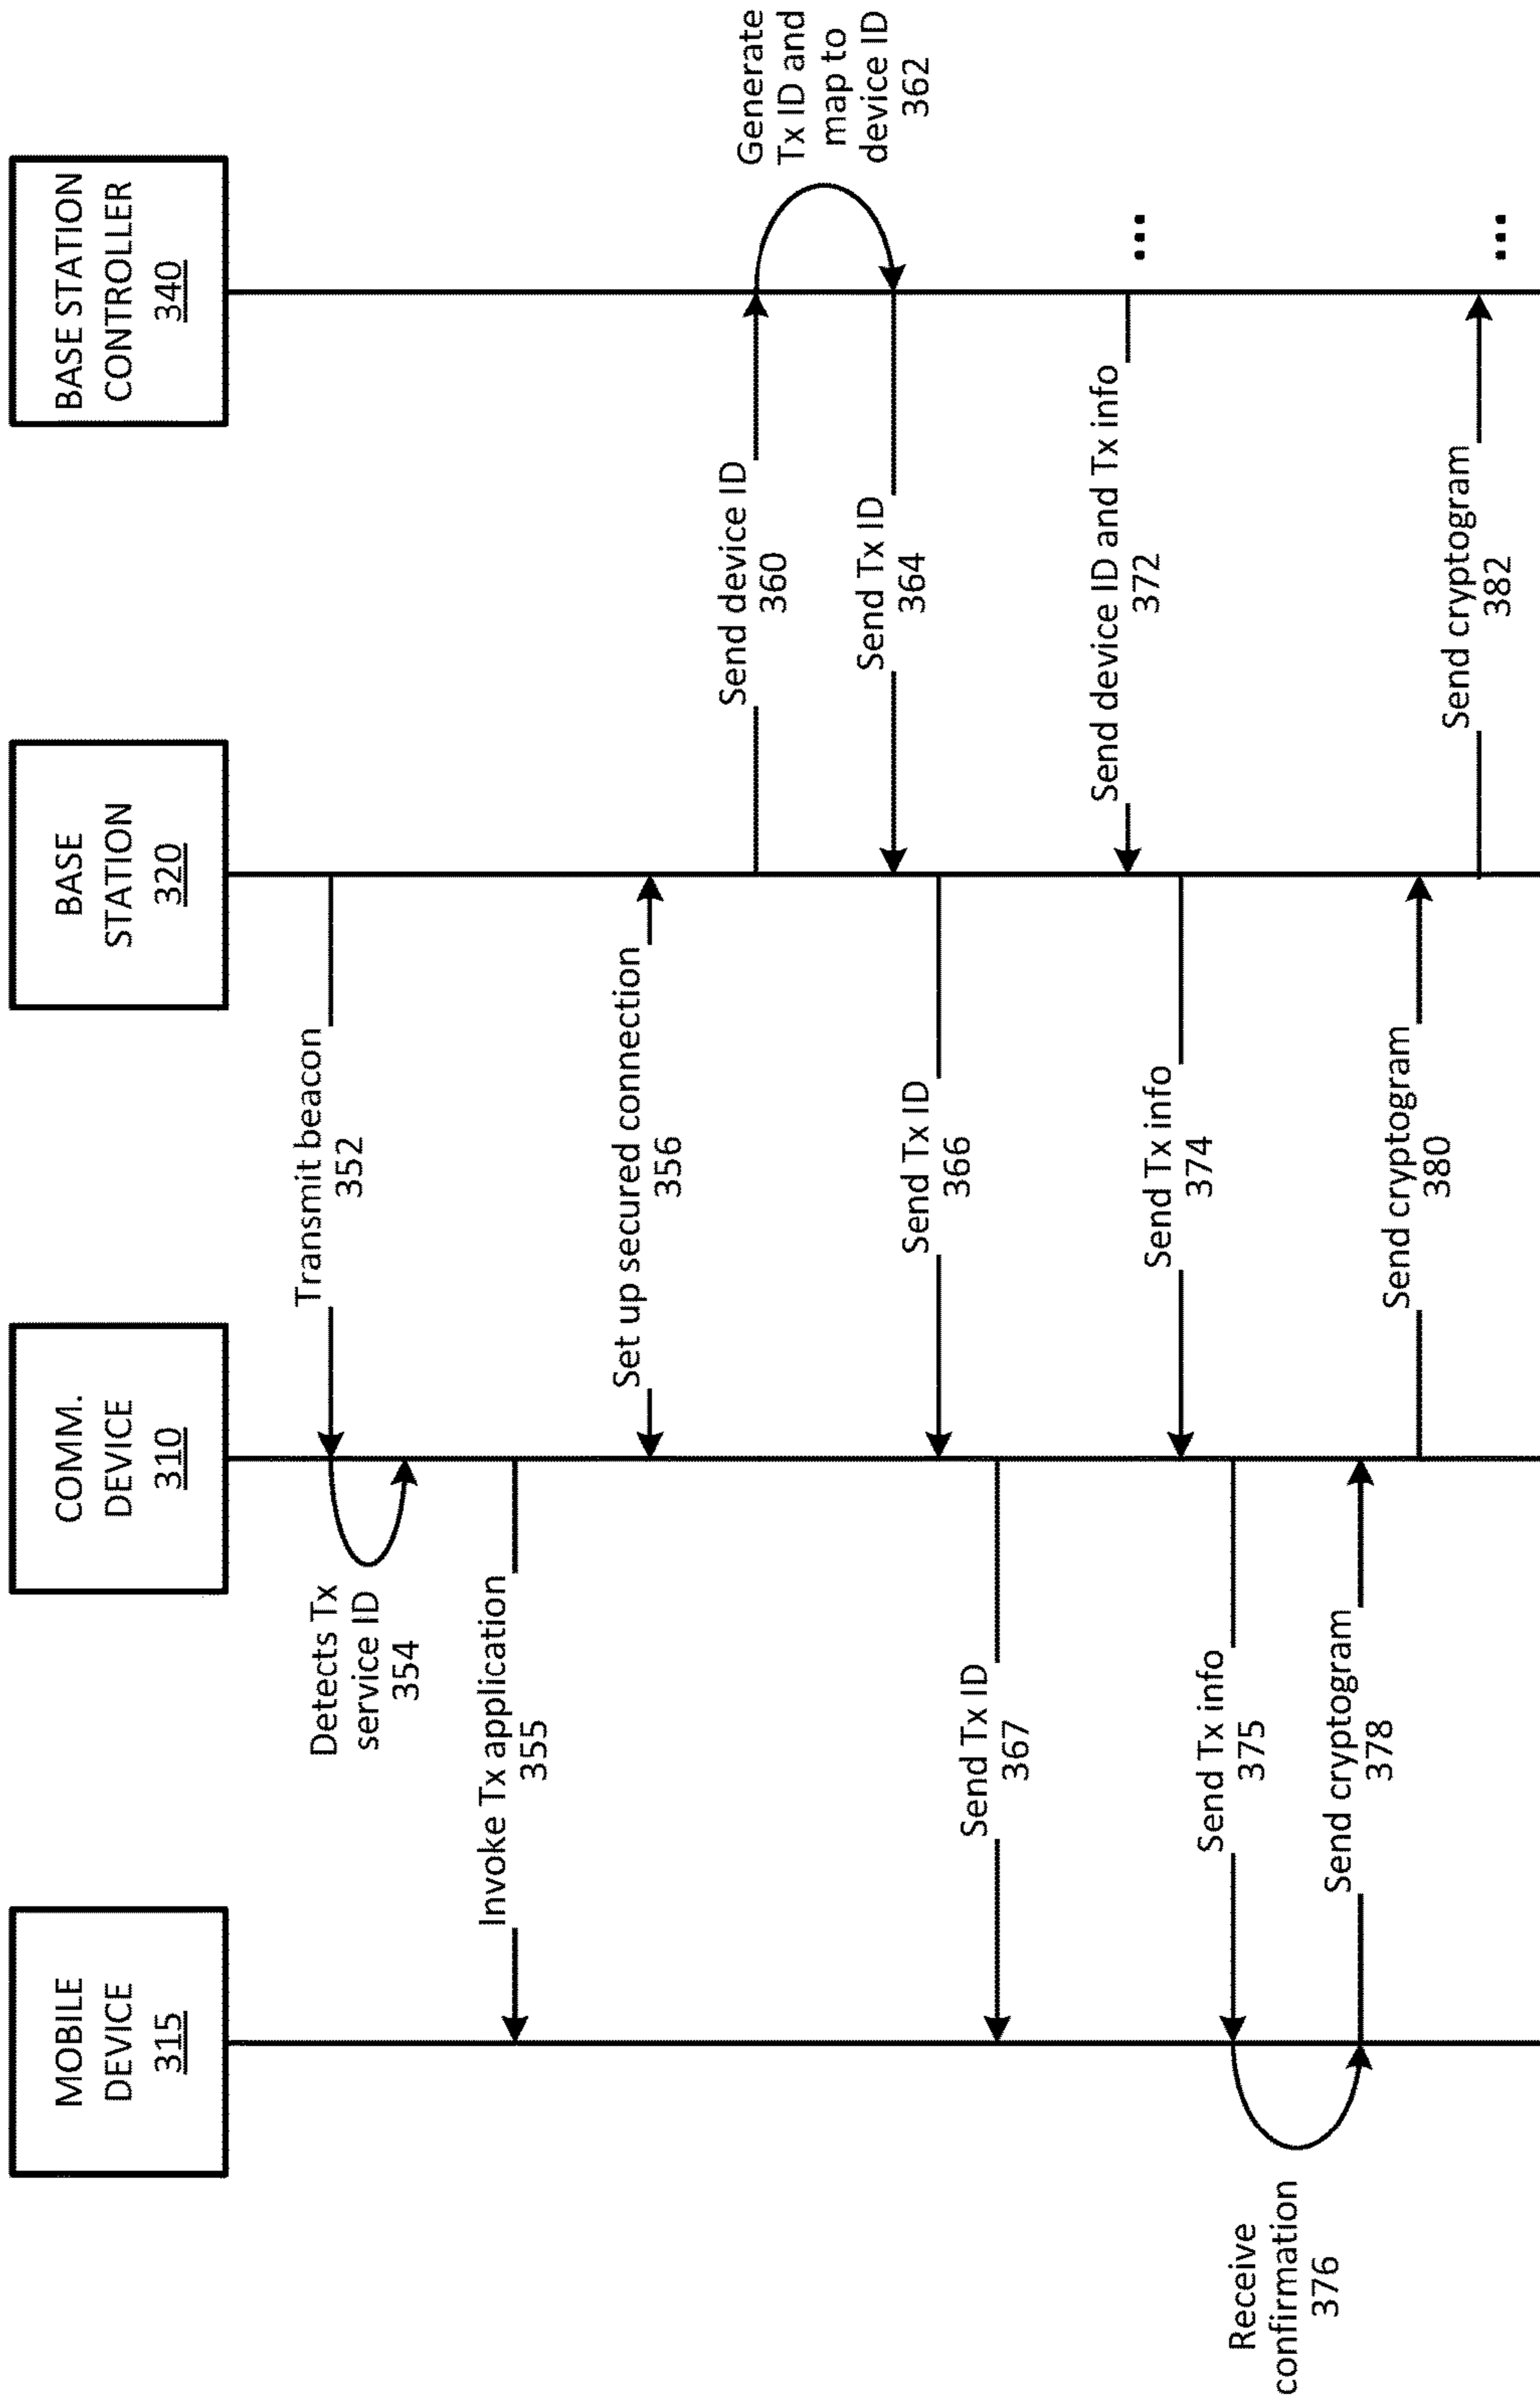 MOBILE
DEVICE
315
COMM.
DEVICE
310
BASE
STATION
320
BASE STATION
CONTROLLER
340
Transmit beacon
352
Detects Tx
service ID
354
Invoke Tx application
355
Set up secured connection
356
Send device ID
360
Generate
Tx ID and
map to
device ID
362
Send Tx ID
364
Send Tx ID
366
Send Tx ID
367
Send device ID and Tx info
372
...
Send Tx info
374
Send Tx info
375
Receive
confirmation
376
Send cryptogram
378
Send cryptogram
380
Send cryptogram
382
...